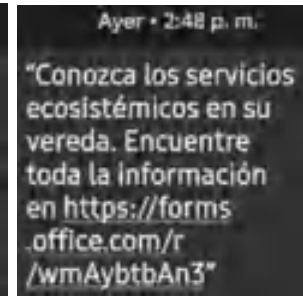 Ayer • 2:48 p. m.
"Conozca los servicios
ecosistémicos en su
vereda. Encuentre
toda la información
en https://forms
.office.com/r
/wmAybtbAn3"